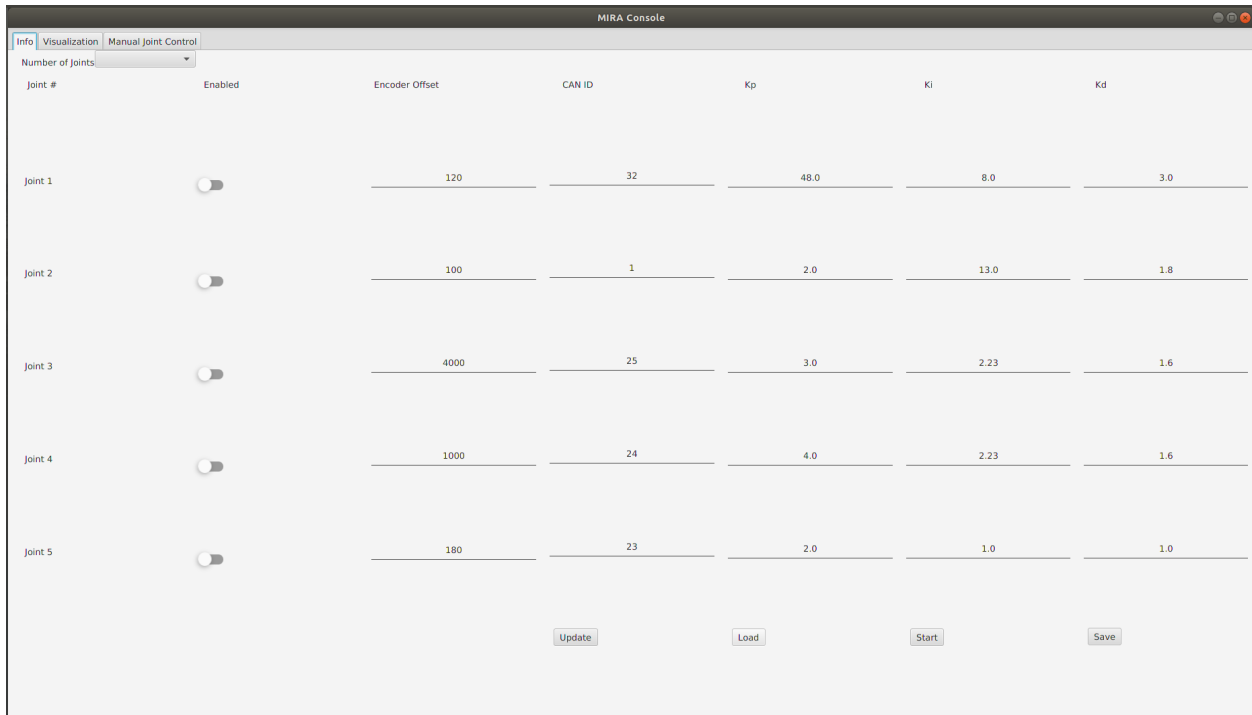 MIRA Console
Info Visualization Manual Joint Control
Number of Joints
Joint # Enabled Encoder Offset CAN ID Kp Ki Kd
Joint 1 120 32 48.0 8.0 3.0
Joint 2 100 1 2.0 13.0 1.8
Joint 3 4000 25 3.0 2.23 1.6
Joint 4 1000 24 4.0 2.23 1.6
Joint 5 180 23 2.0 1.0 1.0
Update Load Start Save